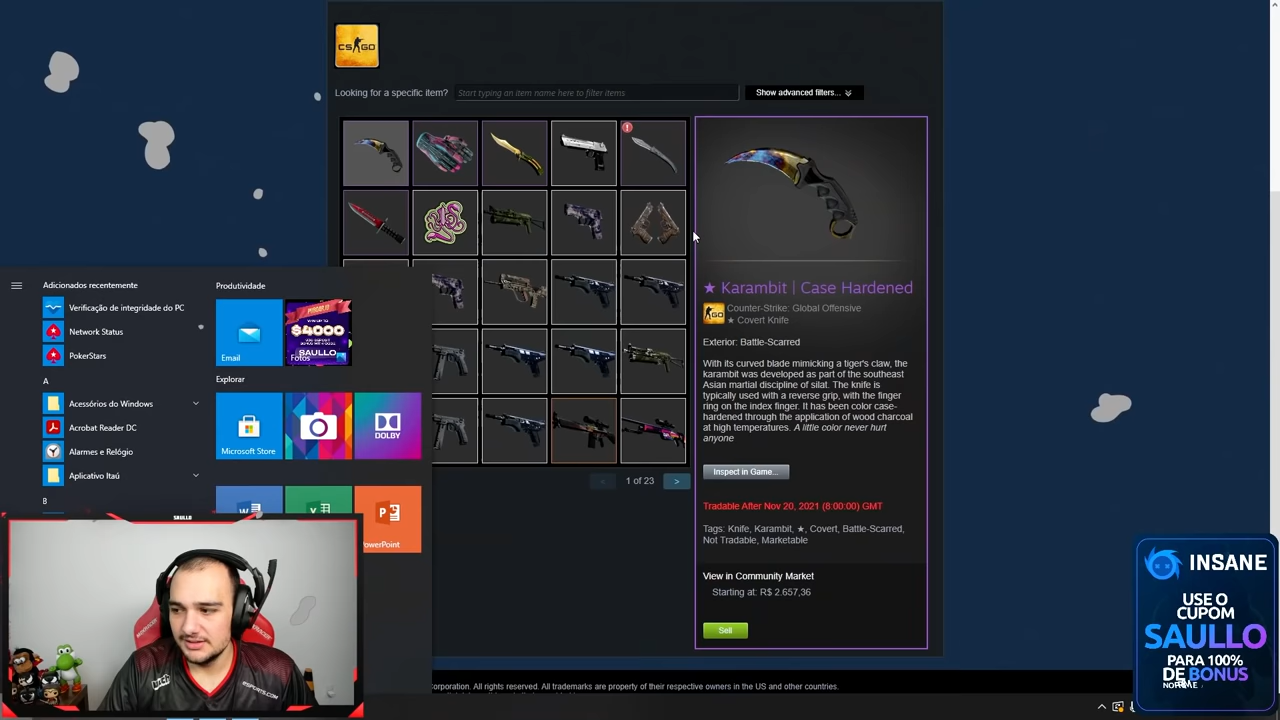 CS GO
Looking for a specific item?
Start typing an item name here to filter items
Show advanced filters...
★ Karambit | Case Hardened
GO
Counter-Strike: Global Offensive
★ Covert Knife
Exterior: Battle-Scarred
With its curved blade mimicking a tiger's claw, the
karambit was developed as part of the southeast
Asian martial discipline of silat. The knife is
typically used with a reverse grip, with the finger
ring on the index finger. It has been color case-
hardened through the application of wood charcoal
at high temperatures. A little color never hurt
anyone
Inspect in Game...
1 of 23
>
Tradable After Nov 20, 2021 (8:00:00) GMT
Tags: Knife, Karambit, ★, Covert, Battle-Scarred,
Not Tradable, Marketable
View in Community Market
Starting at: R$ 2.657,36
Sell
orporation. All rights reserved. All trademarks are property of their respective owners in the US and other countries.
Adicionados recentemente
Verificação de integridade do PC
Network Status
PokerStars
A
Acessórios do Windows
Acrobat Reader DC
Alarmes e Relógio
Aplicativo Itaú
B
Produtividade
Email
$4000
SAULLO
Fotos
Explorar
Microsoft Store
DOLBY
PowerPoint
SAULLO
INSANE
USE O
CUPOM
SAULLO
PARA 100%
DE BONUS